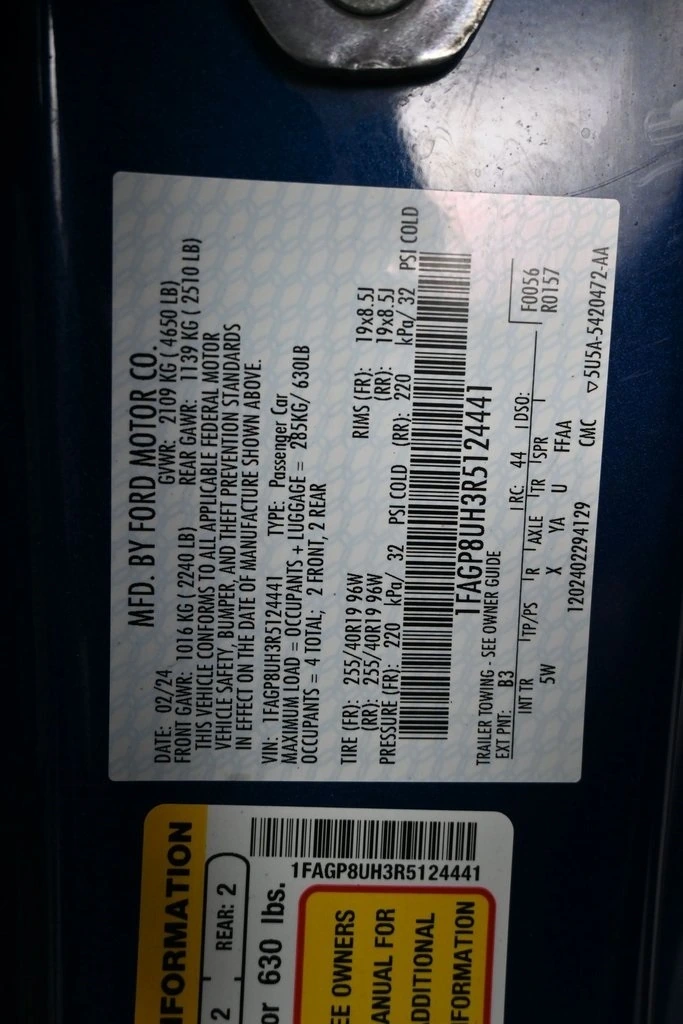 MFD. BY FORD MOTOR CO.
DATE: 02/24 GVWR: 2109 KG ( 4650 LB)
FRONT GAWR: 1016 KG (2240 LB) REAR GAWR: 1139 KG ( 2510 LB)
THIS VEHICLE CONFORMS TO ALL APPLICABLE FEDERAL MOTOR
VEHICLE SAFETY, BUMPER, AND THEFT PREVENTION STANDARDS
IN EFFECT ON THE DATE OF MANUFACTURE SHOWN ABOVE.
VIN: 1FAGP8UH3R5124441 TYPE: Passenger Car
MAXIMUM LOAD = OCCUPANTS + LUGGAGE = 285KG/ 630LB
OCCUPANTS = 4 TOTAL; 2 FRONT, 2 REAR
TIRE (FR): 255/40R19 96W RIMS (FR): 19x8.5J
(RR): 255/40R19 96W (RR): 19x8.5J
PRESSURE (FR): 220 kPa/ 32 PSI COLD (RR): 220 kPa/ 32 PSI COLD
1FAGP8UH3R5124441
TRAILER TOWING - SEE OWNER GUIDE
EXT PNT: B3 RC: 44 DSO: F0056
R0157
INT TR TP/PS R AXLE TR SPR
5W X YA U FFAA
1202402294129 CMC ▽5U5A-5420472-AA
1FAGP8UH3R5124441
FORMATION
2 REAR: 2
or 630 lbs.
EE OWNERS
ANUAL FOR
DDITIONAL
FORMATION